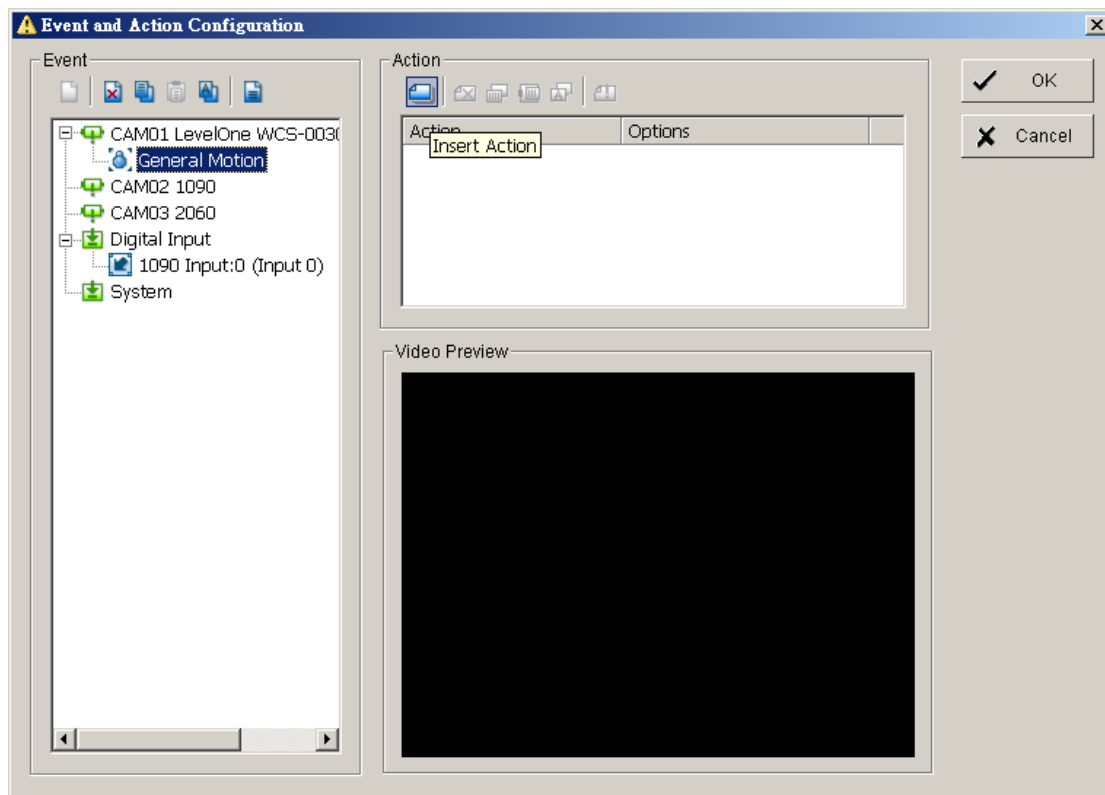 Event and Action Configuration
Event
CAM01 LevelOne WCS-003
General Motion
CAM02 1090
CAM03 2060
Digital Input
1090 Input:0 (Input 0)
System
Action
Action Options
Insert Action
Video Preview
OK
Cancel